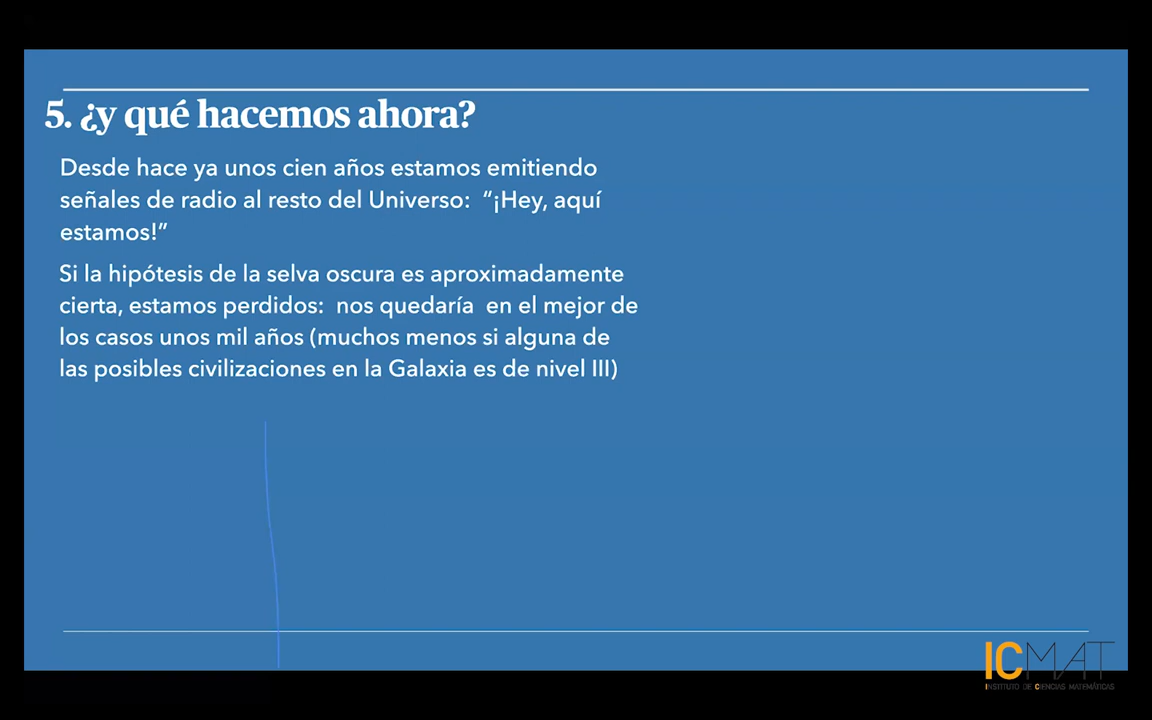 5. ¿y qué hacemos ahora?
Desde hace ya unos cien años estamos emitiendo
señales de radio al resto del Universo: “¡Hey, aquí
estamos!”
Si la hipótesis de la selva oscura es aproximadamente
cierta, estamos perdidos: nos quedaría en el mejor de
los casos unos mil años (muchos menos si alguna de
las posibles civilizaciones en la Galaxia es de nivel III)
ICMAT
INSTITUTO DE CIENCIAS MATEMÁTICAS